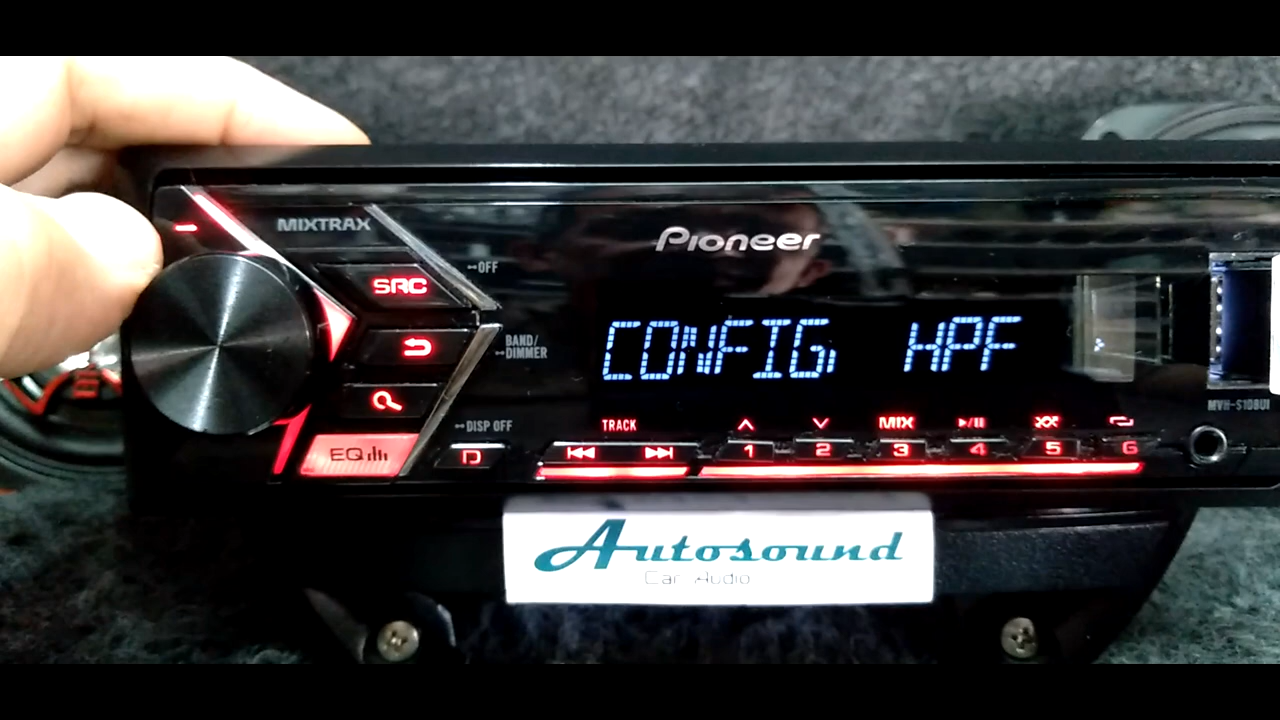 MIXTRAX
Pioneer
OFF
SRC
BAND/
DIMMER
CONFIG HPF
MVH-S108UI
DISP OFF
TRACK
MIX
EQ
D
1 2 3 4 5 6
Autosound
Car Audio